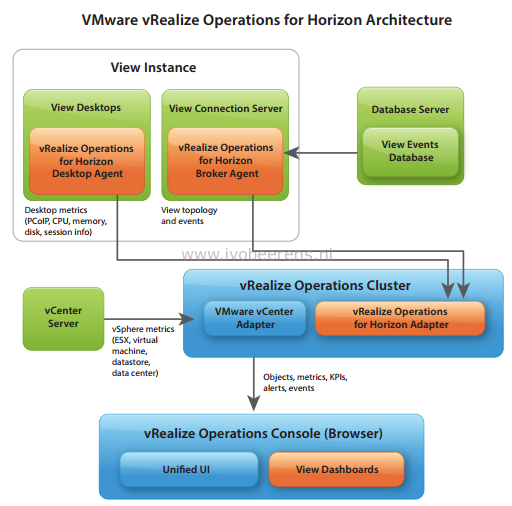 VMware vRealize Operations for Horizon Architecture
View Instance
View Desktops
vRealize Operations
for Horizon
Desktop Agent
Desktop metrics
(PCoIP, CPU, memory,
disk, session info)
View Connection Server
vRealize Operations
for Horizon
Broker Agent
View topology
and events
Database Server
View Events
Database
www.ivobeerens.nl
vCenter
Server
vSphere metrics
(ESX, virtual
machine,
datastore,
data center)
vRealize Operations Cluster
VMware vCenter
Adapter
vRealize Operations
for Horizon Adapter
Objects, metrics, KPIs,
alerts, events
vRealize Operations Console (Browser)
Unified UI
View Dashboards